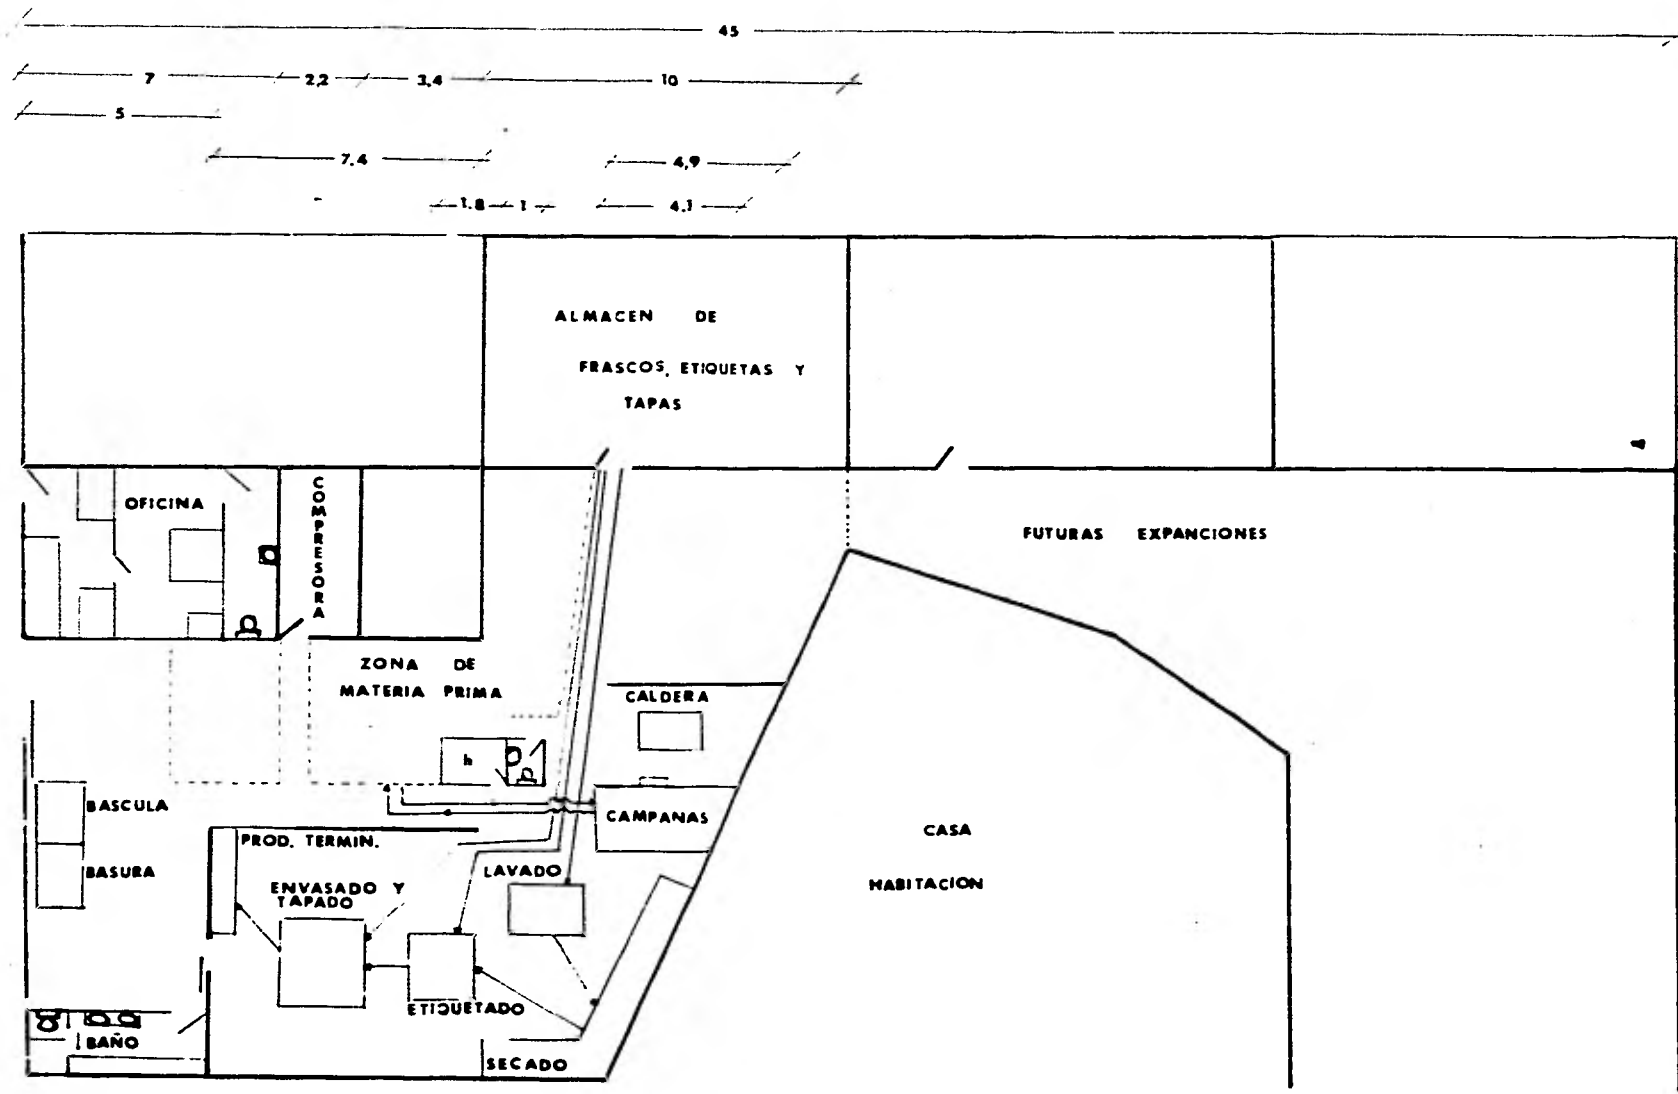 45
7 2,2 3,4 10
5
7.4 4,9
1.8 1 4.1
ALMACEN DE
FRASCOS, ETIQUETAS Y
TAPAS
OFICINA
COMPRESORA
FUTURAS EXPANCIONES
ZONA DE
MATERIA PRIMA
CALDERA
h
BASCULA
CAMPANAS
PROD. TERMIN.
CASA
HABITACION
BASURA
LAVADO
ENVASADO Y
TAPADO
ETIQUETADO
BAÑO
SECADO